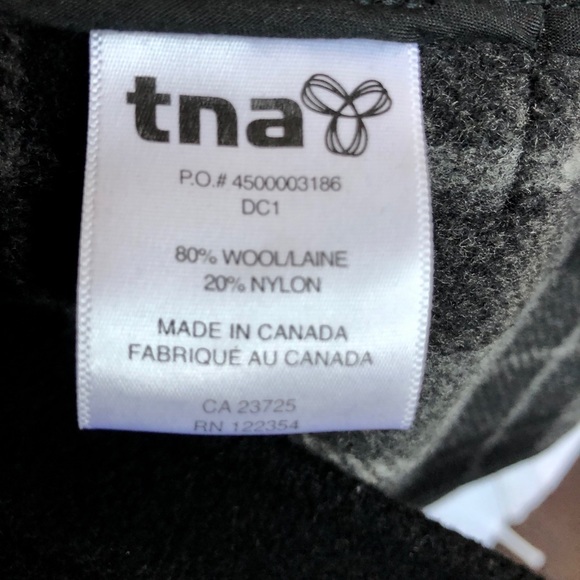 tna
P.O.# 4500003186
DC1
80% WOOL/LAINE
20% NYLON
MADE IN CANADA
FABRIQUÉ AU CANADA
CA 23725
RN 122354